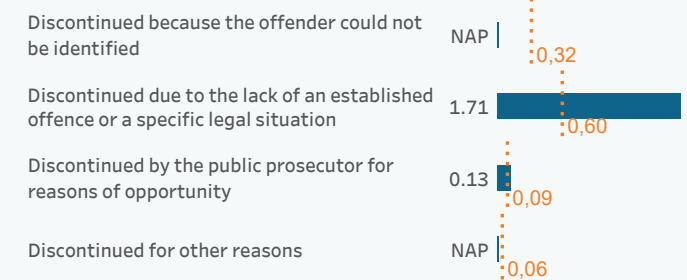 Discontinued because the offender could not
be identified
NAP
0,32
Discontinued due to the lack of an established
offence or a specific legal situation
1.71
0,60
Discontinued by the public prosecutor for
reasons of opportunity
0.13
0,09
Discontinued for other reasons
NAP
0,06